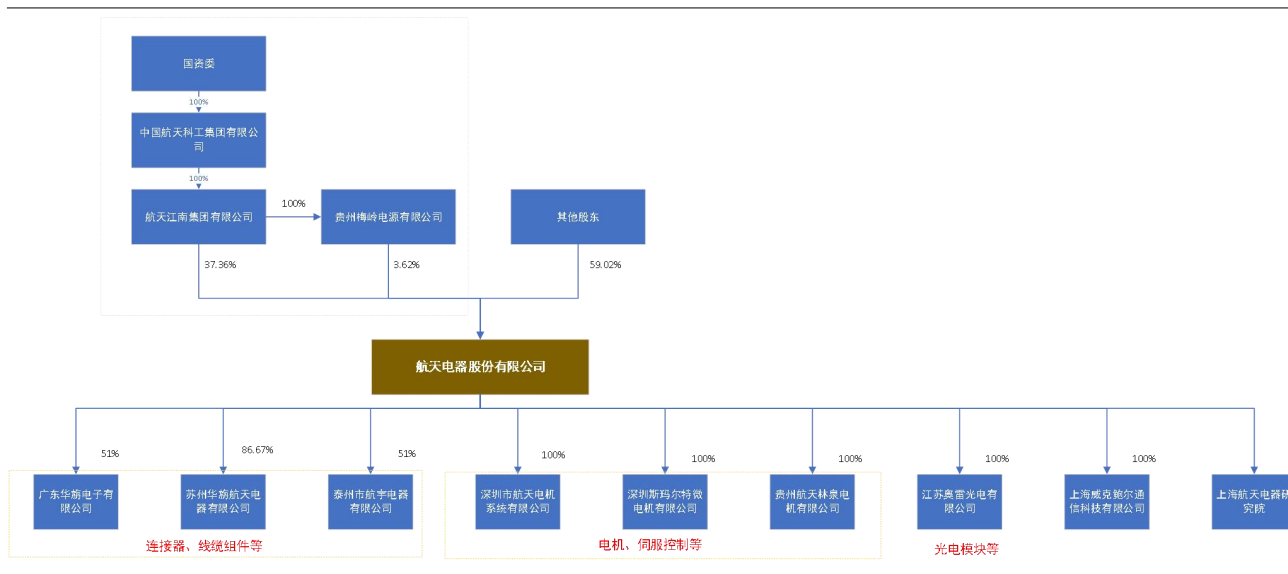 国资委
100%
中国航天科工集团有限公
司
100%
航天江南集团有限公司
100%
贵州梅岭电源有限公司
其他股东
37.36%
3.62%
59.02%
航天电器股份有限公司
51%
86.67%
51%
100%
100%
100%
100%
100%
广东华旃电子有
限公司
苏州华旃航天电
器有限公司
泰州市航宇电器
有限公司
深圳市航天电机
系统有限公司
深圳斯玛尔特微
电机有限公司
贵州航天林泉电
机有限公司
江苏奥雷光电有
限公司
上海威克鲍尔通
信科技有限公司
上海航天电器研
究院
连接器、线缆组件等
电机、伺服控制等
光电模块等